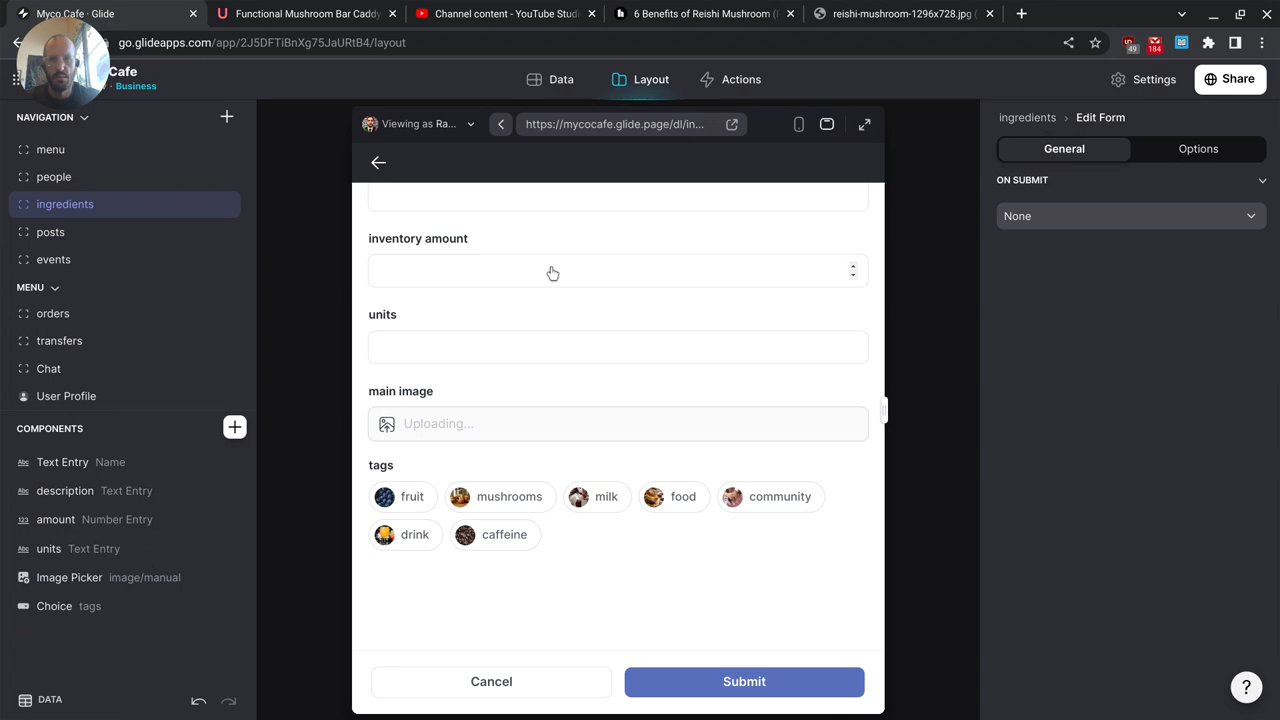 Myco Cafe · Glide
Functional Mushroom Bar Caddy
Channel content - YouTube Studi
6 Benefits of Reishi Mus
reishi-mushroom-1296x728.jpg (
go.glideapps.com/app/2J5DFTiBnXg75JaURtB4/layout
49
184
Cafe
Business
Data
Layout
Actions
Settings
Share
NAVIGATION
menu
people
ingredients
posts
events
MENU
orders
transfers
Chat
User Profile
COMPONENTS
Text Entry Name
description Text Entry
amount Number Entry
units Text Entry
Image Picker image/manual
Choice tags
DATA
Viewing as Ra...
https://mycocafe.glide.page/dl/in...
inventory amount
units
main image
Uploading...
tags
fruit
mushrooms
milk
food
community
drink
caffeine
Cancel
Submit
ingredients › Edit Form
General
Options
ON SUBMIT
None
?